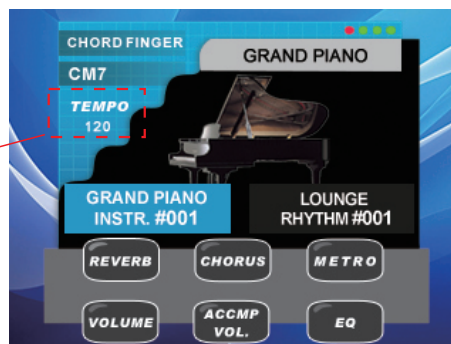 CHORD FINGER
GRAND PIANO
CM7
TEMPO
120
GRAND PIANO
INSTR. #001
LOUNGE
RHYTHM #001
REVERB
CHORUS
METRO
VOLUME
ACCMP
VOL.
EQ